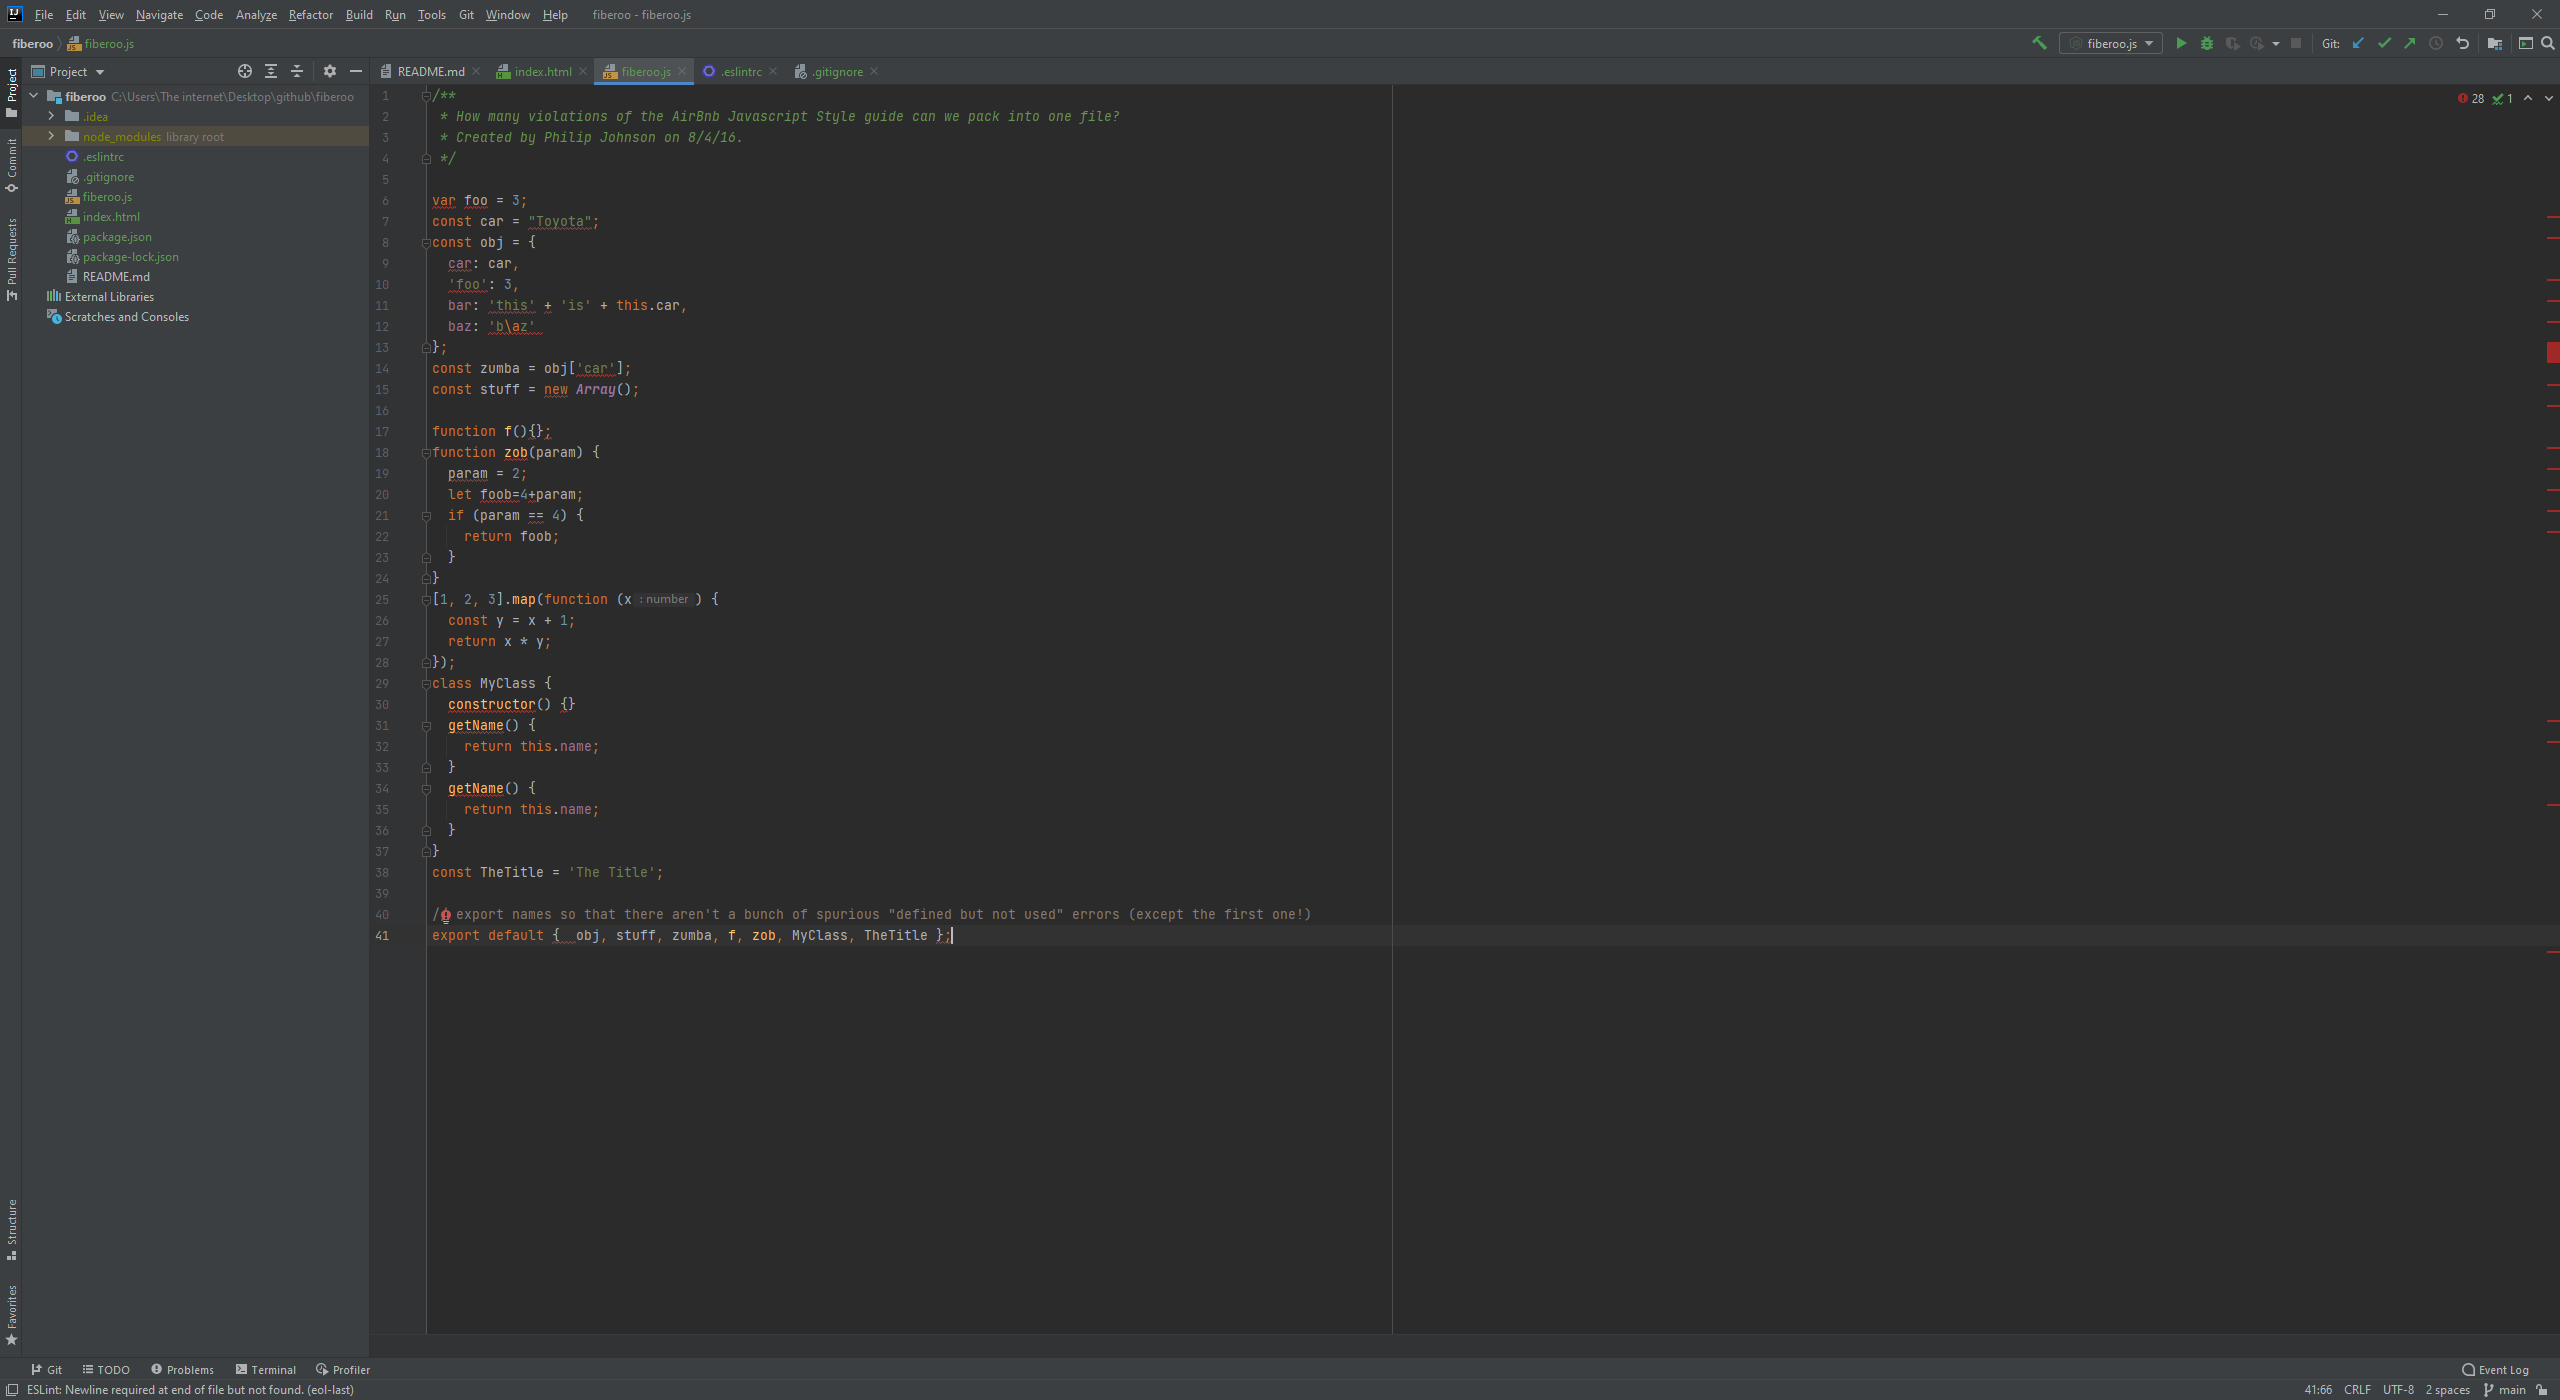 File Edit View Navigate Code Analyze Refactor Build Run Tools Git Window Help fiberoo - fiberoo.js
fiberoo fiberoo.js
fiberoo.js Git:
Project
README.md index.html fiberoo.js .eslintrc .gitignore
Project
Commit
Pull Requests
Structure
Favorites
fiberoo C:\Users\The internet\Desktop\github\fiberoo
.idea
node_modules library root
.eslintrc
.gitignore
fiberoo.js
index.html
package.json
package-lock.json
README.md
External Libraries
Scratches and Consoles
28 1
1 /**
2 * How many violations of the AirBnb Javascript Style guide can we pack into one file?
3 * Created by Philip Johnson on 8/4/16.
4 */
5
6 var foo = 3;
7 const car = "Toyota";
8 const obj = {
9 car: car,
10 'foo': 3,
11 bar: 'this' + 'is' + this.car,
12 baz: 'b\az'
13 };
14 const zumba = obj['car'];
15 const stuff = new Array();
16
17 function f(){};
18 function zob(param) {
19 param = 2;
20 let foob=4+param;
21 if (param == 4) {
22 return foob;
23 }
24 }
25 [1, 2, 3].map(function (x : number ) {
26 const y = x + 1;
27 return x * y;
28 });
29 class MyClass {
30 constructor() {}
31 getName() {
32 return this.name;
33 }
34 getName() {
35 return this.name;
36 }
37 }
38 const TheTitle = 'The Title';
39
40 / export names so that there aren't a bunch of spurious "defined but not used" errors (except the first one!)
41 export default {  obj, stuff, zumba, f, zob, MyClass, TheTitle };
Git TODO Problems Terminal Profiler Event Log
ESLint: Newline required at end of file but not found. (eol-last) 41:66 CRLF UTF-8 2 spaces main